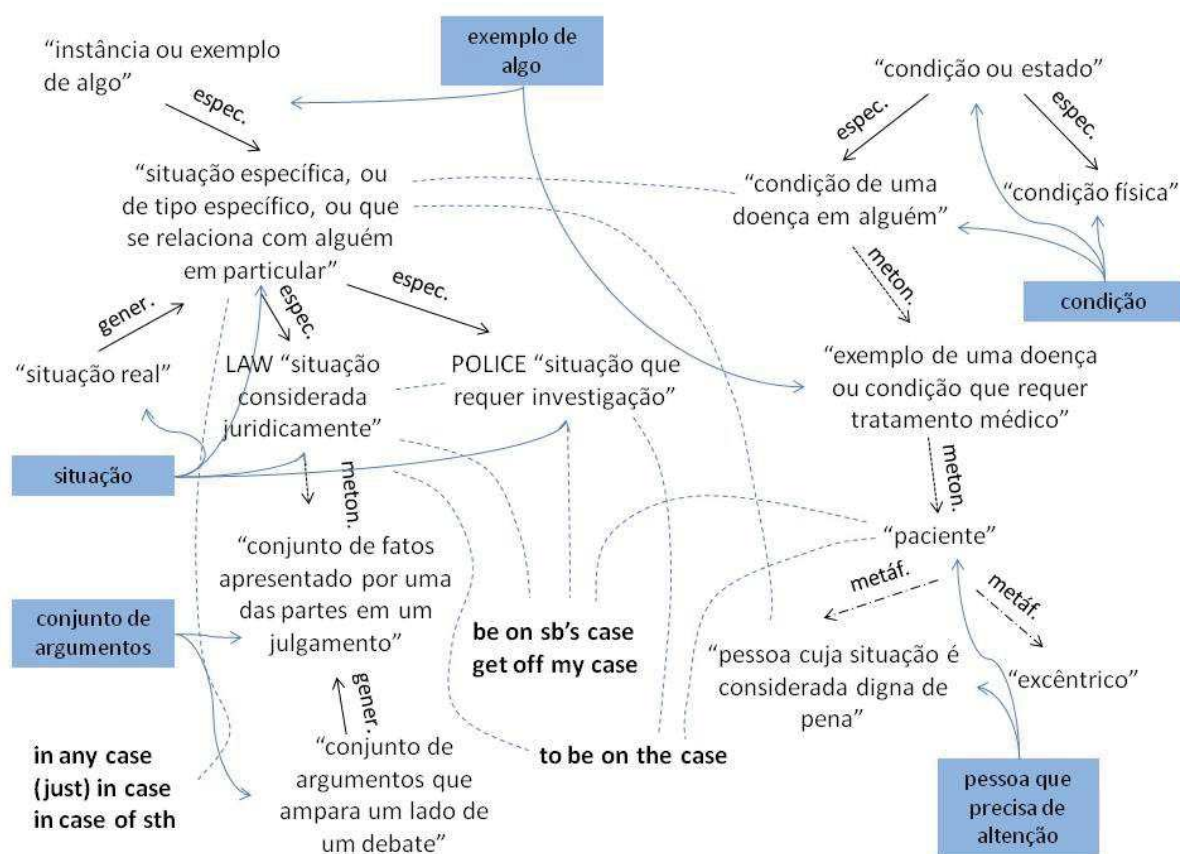 “instância ou exemplo
de algo”
exemplo de
algo
“condição ou estado”
espec.
espec.
espec.
“situação específica, ou
de tipo específico, ou que
se relaciona com alguém
em particular”
“condição de uma
doença em alguém”
“condição física”
meton.
condição
gener.
espec.
espec.
“situação real”
LAW “situação
considerada
juridicamente”
POLICE “situação que
requer investigação”
“exemplo de uma doença
ou condição que requer
tratamento médico”
situação
meton.
meton.
“conjunto de fatos
apresentado por uma
das partes em um
julgamento”
“paciente”
metáf.
metáf.
conjunto de
argumentos
be on sb’s case
get off my case
“pessoa cuja situação é
considerada digna de
pena”
“excêntrico”
gener.
in any case
(just) in case
in case of sth
“conjunto de
argumentos que
ampara um lado de
um debate”
to be on the case
pessoa que
precisa de
altenção